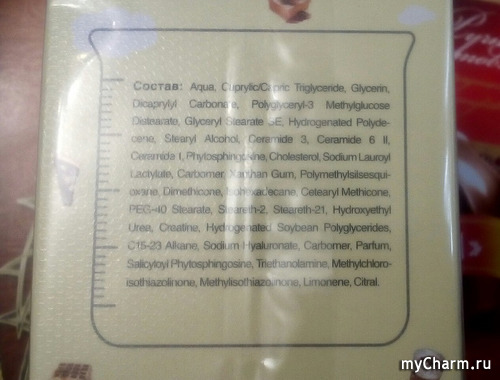 Состав: Aqua, Cuprylic/Capric Triglyceride, Glycerin,
Dicaprylyl Carbonate, Polyglyceryl-3 Methylglucose
Distearate, Glyceryl Stearate SE, Hydrogenated Polyde-
cene, Stearyl Alcohol, Ceramide 3, Ceramide 6 II,
Ceramide I, Phytosphingosine, Cholesterol, Sodium Lauroyl
Lactylate, Carbomer, Xanthan Gum, Polymethylsilsesqui-
oxane, Dimethicone, Isohexadecane, Cetearyl Methicone,
PEG-40 Stearate, Steareth-2, Steareth-21, Hydroxyethyl
Urea, Creatine, Hydrogenated Soybean Polyglycerides,
C15-23 Alkane, Sodium Hyaluronate, Carbomer, Parfum,
Salicyloyl Phytosphingosine, Triethanolamine, Methylchloro-
isothiazolinone, Methylisothiazolinone, Limonene, Citral.
myCharm.ru